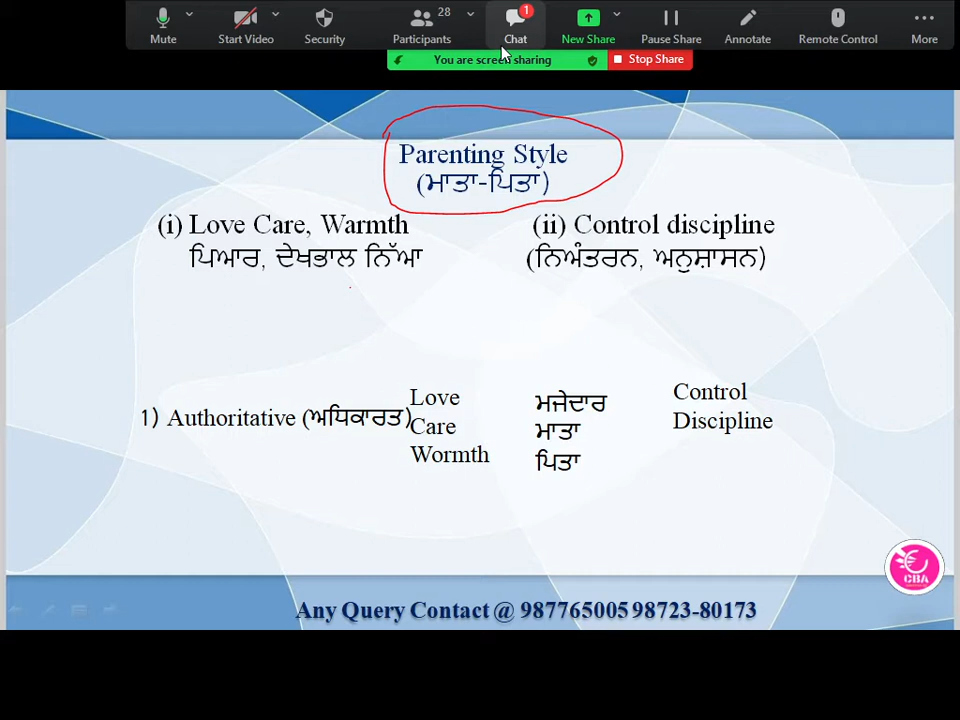 28
1
Mute
Start Video
Security
Participants
Chat
New Share
Pause Share
Annotate
Remote Control
More
You are screen sharing
Stop Share
Parenting Style
(ਮਾਤਾ-ਪਿਤਾ)
(i) Love Care, Warmth
(ii) Control discipline
ਪਿਆਰ, ਦੇਖਭਾਲ ਨਿੱਆ
(ਨਿਅੰਤਰਨ, ਅਨੁਸ਼ਾਸਨ)
1) Authoritative (ਅਧਿਕਾਰਤ)
Love
Care
Wormth
ਮਜੇਦਾਰ
ਮਾਤਾ
ਪਿਤਾ
Control
Discipline
CBA
Any Query Contact @ 98776500598723-80173